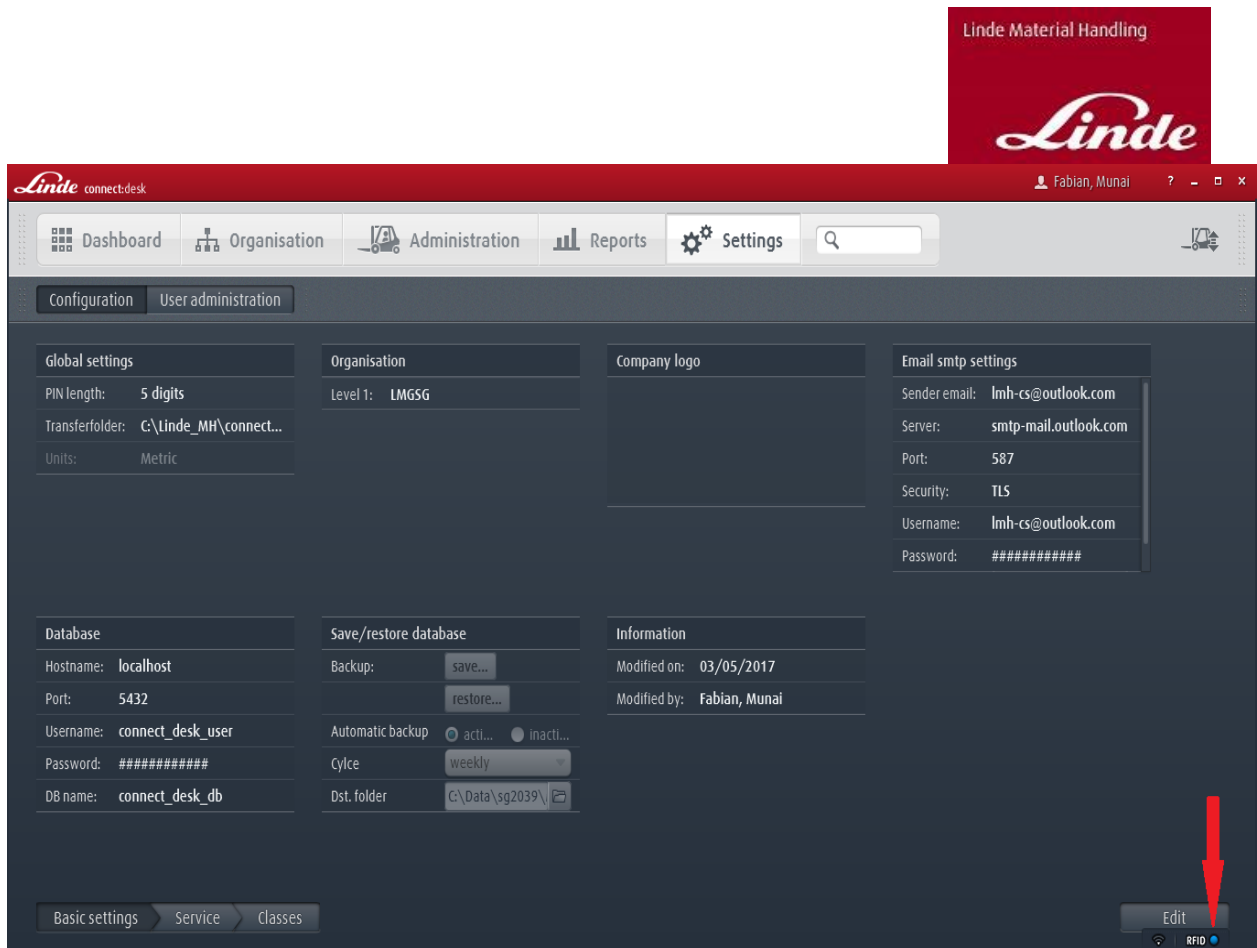 Linde Material Handling
Linde
Linde connect:desk
Fabian, Munai ?
Dashboard Organisation Administration Reports Settings
Configuration User administration
Global settings
PIN length: 5 digits
Transferfolder: C:\Linde_MH\connect...
Units: Metric
Organisation
Level 1: LMGSG
Company logo
Email smtp settings
Sender email: lmh-cs@outlook.com
Server: smtp-mail.outlook.com
Port: 587
Security: TLS
Username: lmh-cs@outlook.com
Password: ############
Database
Hostname: localhost
Port: 5432
Username: connect_desk_user
Password: ############
DB name: connect_desk_db
Save/restore database
Backup: save...
restore...
Automatic backup acti... inacti...
Cylce weekly
Dst. folder C:\Data\sg2039\
Information
Modified on: 03/05/2017
Modified by: Fabian, Munai
Basic settings Service Classes
Edit
RFID